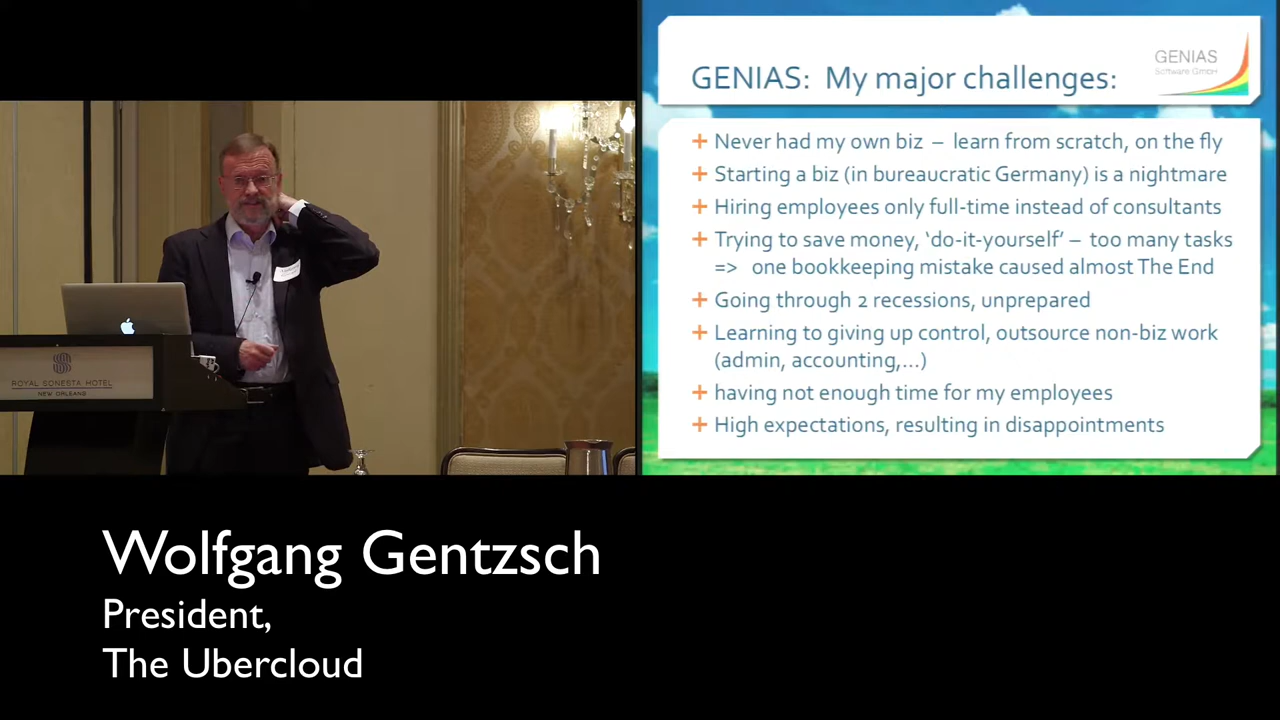 GENIAS: My major challenges:
GENIAS
Software GmbH
+ Never had my own biz – learn from scratch, on the fly
+ Starting a biz (in bureaucratic Germany) is a nightmare
+ Hiring employees only full-time instead of consultants
+ Trying to save money, ‘do-it-yourself’ – too many tasks
=> one bookkeeping mistake caused almost The End
+ Going through 2 recessions, unprepared
+ Learning to giving up control, outsource non-biz work
(admin, accounting,...)
+ having not enough time for my employees
+ High expectations, resulting in disappointments
ROYAL SONESTA HOTEL
NEW ORLEANS
Wolfgang Gentzsch
President,
The Ubercloud